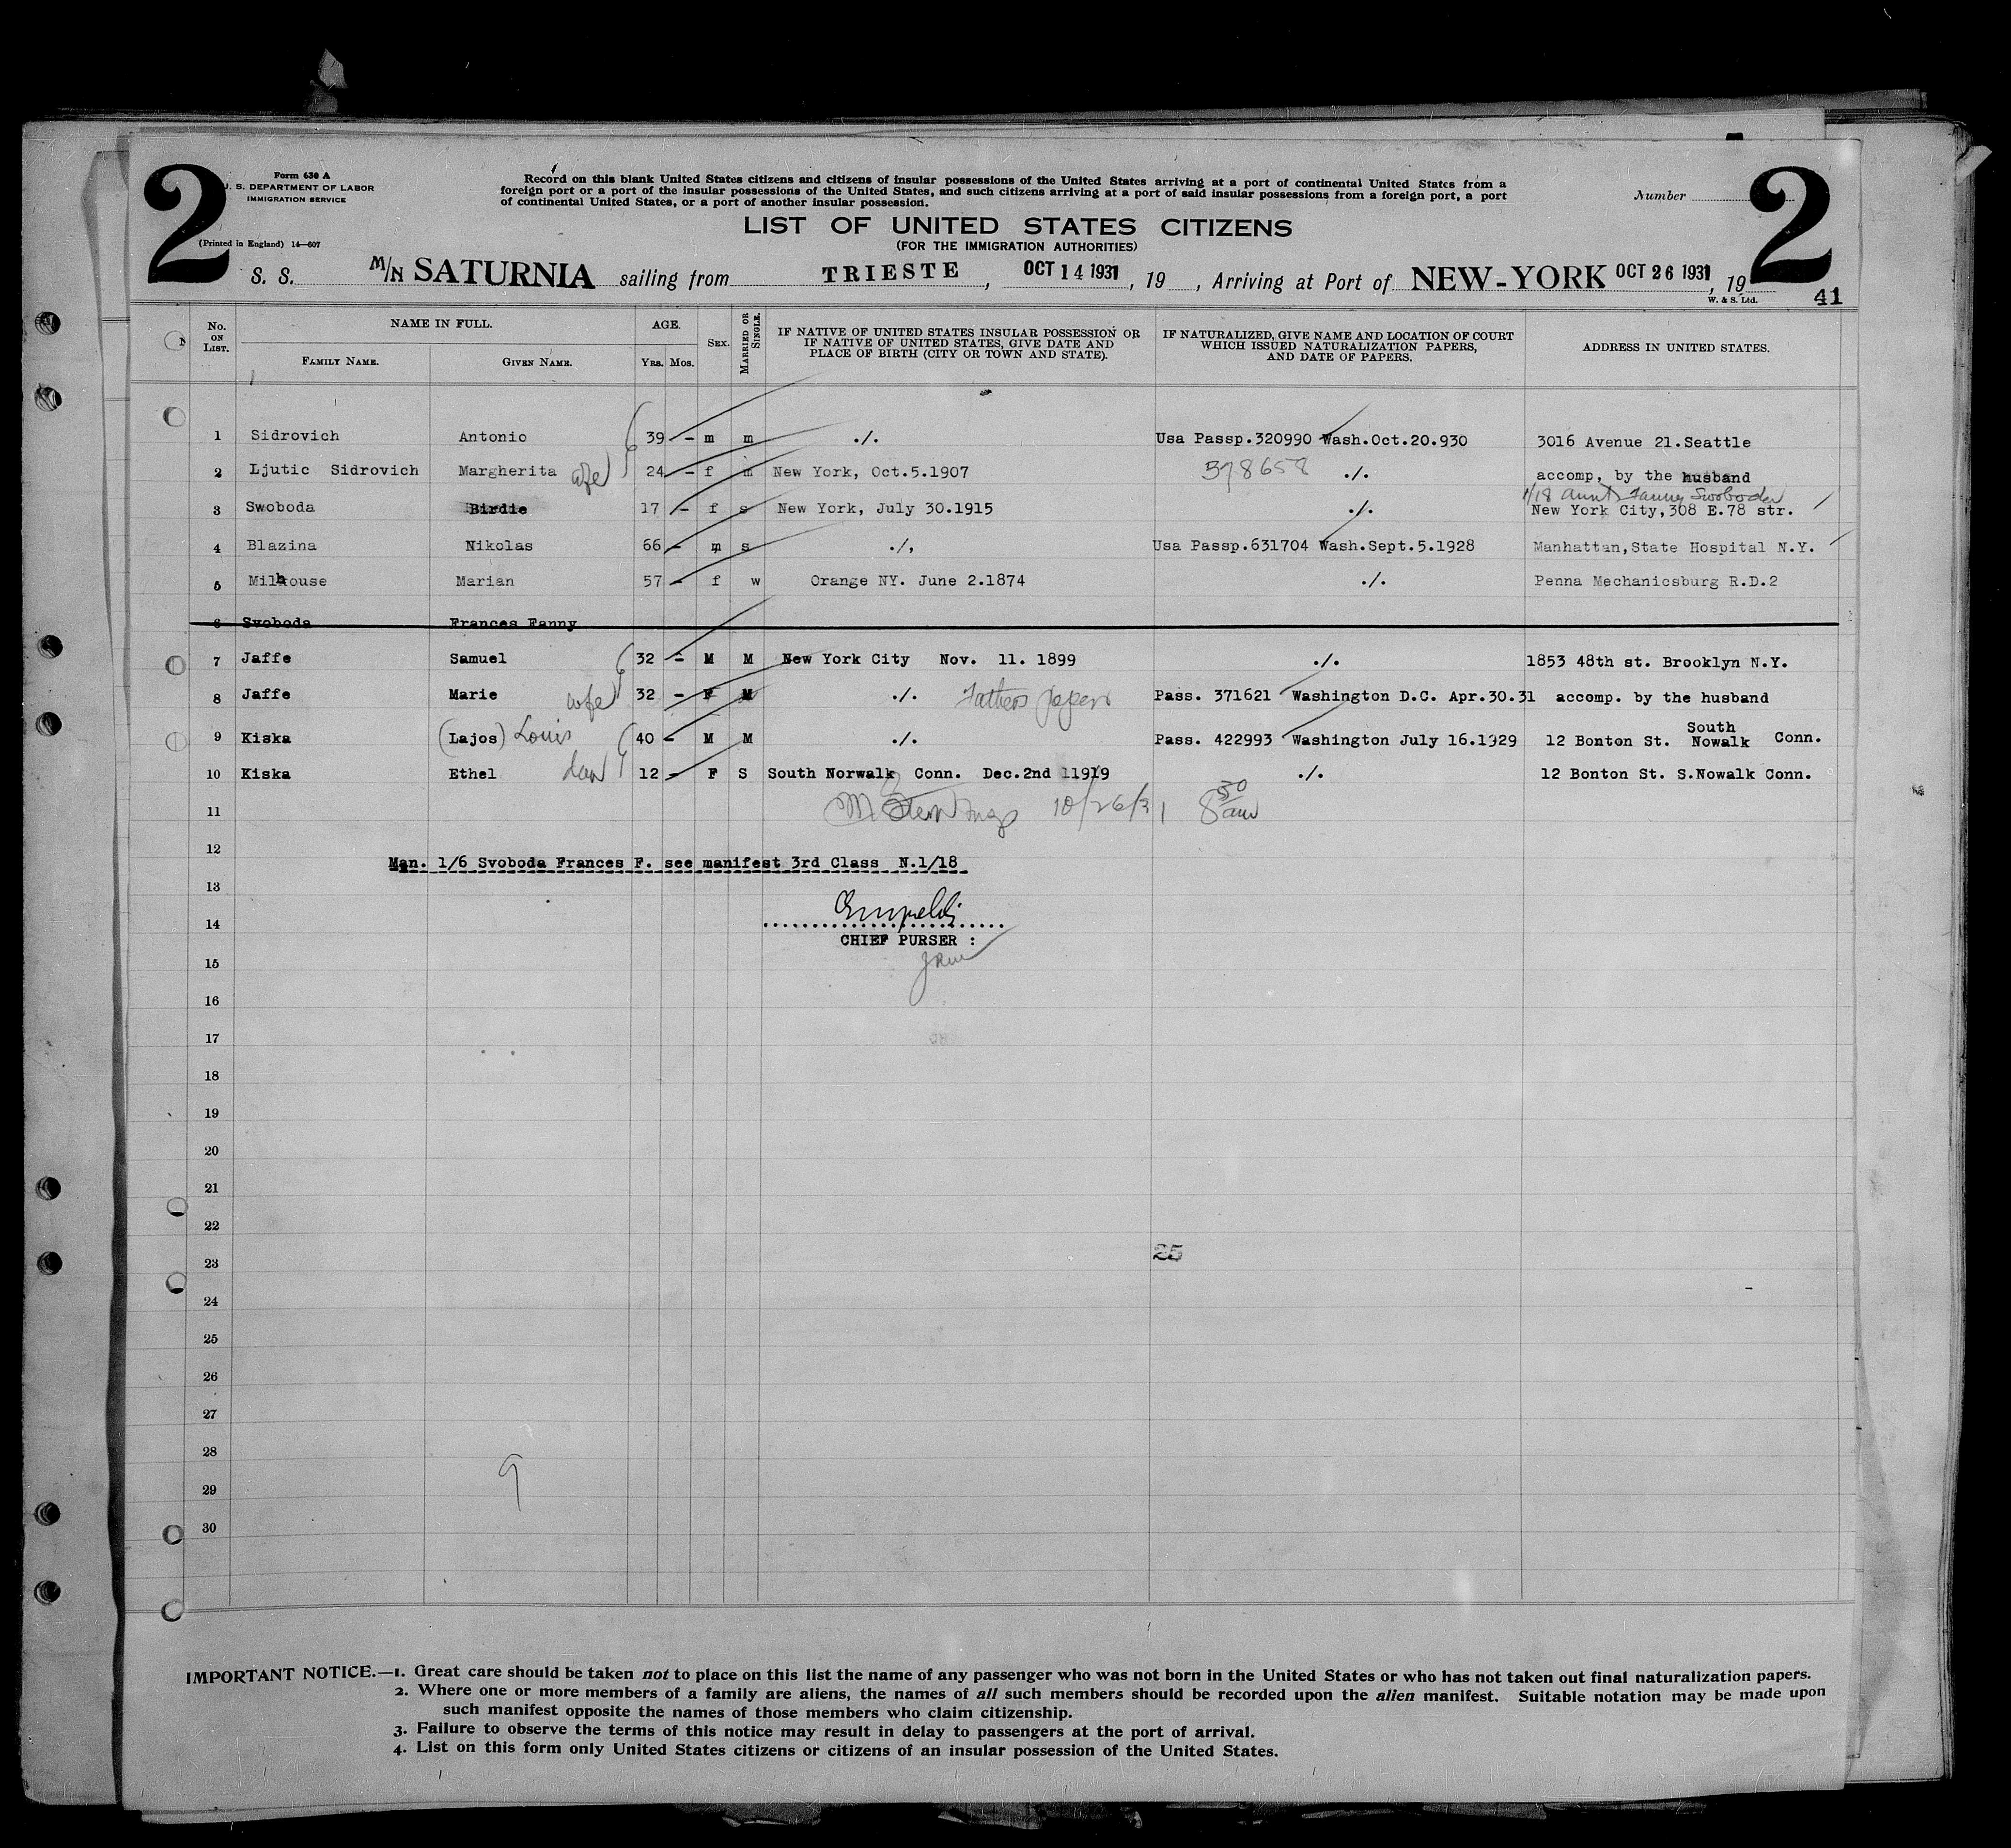 2
Form 630 A
U. S. DEPARTMENT OF LABOR
IMMIGRATION SERVICE
(Printed in England) 14—607
Record on this blank United States citizens and citizens of insular possessions of the United States arriving at a port of continental United States from a
foreign port or a port of the insular possessions of the United States, and such citizens arriving at a port of said insular possessions from a foreign port, a port
of continental United States, or a port of another insular possession.
Number
2
LIST OF UNITED STATES CITIZENS
(FOR THE IMMIGRATION AUTHORITIES)
S. S. M/N SATURNIA sailing from TRIESTE OCT 14 1931, 19 , Arriving at Port of NEW-YORK OCT 26 1931, 19
W. & S. Ltd.
41
No. ON LIST. NAME IN FULL. AGE. SEX. MARRIED OR SINGLE. IF NATIVE OF UNITED STATES INSULAR POSSESSION OR IF NATIVE OF UNITED STATES, GIVE DATE AND PLACE OF BIRTH (CITY OR TOWN AND STATE). IF NATURALIZED, GIVE NAME AND LOCATION OF COURT WHICH ISSUED NATURALIZATION PAPERS, AND DATE OF PAPERS. ADDRESS IN UNITED STATES.
FAMILY NAME. GIVEN NAME. YRS. MOS.
1 Sidrovich Antonio 39 - m m ./. Usa Passp.320990 Wash.Oct.20.930 3016 Avenue 21.Seattle
2 Ljutic Sidrovich Margherita wife 24 - f m New York, Oct.5.1907 378658 ./. accomp, by the husband
1/18 Aunt Fanny Swoboda
3 Swoboda Birdie 17 - f s New York, July 30.1915 ./. New York City,308 E.78 str.
4 Blazina Nikolas 66 - m s ./, Usa Passp.631704 Wash.Sept.5.1928 Manhattan,State Hospital N.Y.
5 Milhouse Marian 57 - f w Orange NY. June 2.1874 ./. Penna Mechanicsburg R.D.2
6 Svoboda Frances Fanny
7 Jaffe Samuel 32 - M M New York City Nov. 11. 1899 ./. 1853 48th st. Brooklyn N.Y.
8 Jaffe Marie wife 32 - F M ./. Fathers papers Pass. 371621 Washington D.C. Apr.30.31 accomp. by the husband
9 Kiska (Lajos) Louis 40 - M M ./. Pass. 422993 Washington July 16.1929 12 Bonton St. South Nowalk Conn.
10 Kiska Ethel dau 12 - F S South Norwalk Conn. Dec.2nd 1919 ./. 12 Bonton St. S.Nowalk Conn.
11 10/26/31 8 30 am
12
Man. 1/6 Svoboda Frances F. see manifest 3rd Class N.1/18
13
14
CHIEF PURSER :
15
16
17
18
19
20
21
22
25
23
24
25
26
27
28
9
29
30
IMPORTANT NOTICE.—1. Great care should be taken not to place on this list the name of any passenger who was not born in the United States or who has not taken out final naturalization papers.
2. Where one or more members of a family are aliens, the names of all such members should be recorded upon the alien manifest. Suitable notation may be made upon
such manifest opposite the names of those members who claim citizenship.
3. Failure to observe the terms of this notice may result in delay to passengers at the port of arrival.
4. List on this form only United States citizens or citizens of an insular possession of the United States.